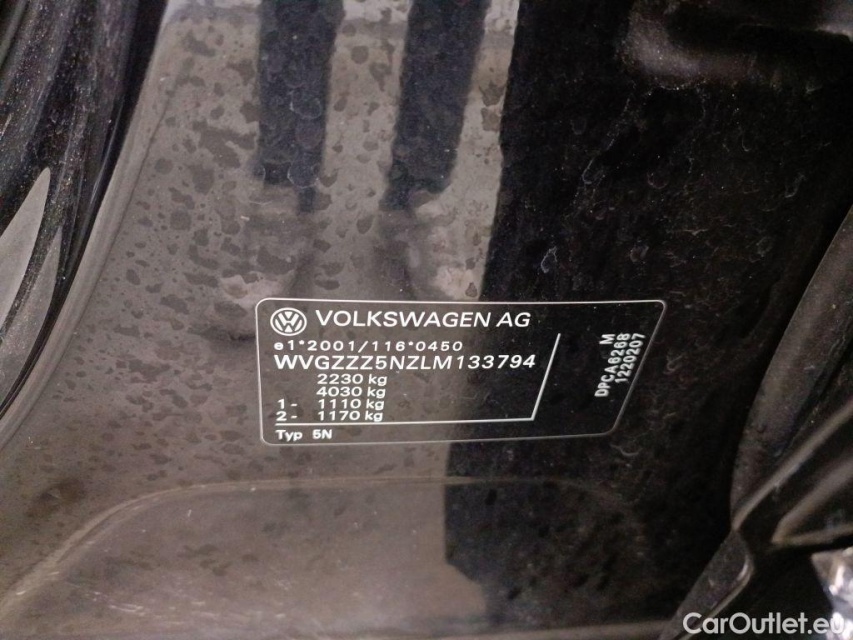 VOLKSWAGEN AG
e1*2001/116*0450
WVGZZZ5NZLM133794
2230 kg
4030 kg
1- 1110 kg
2- 1170 kg
Typ 5N
M
DPCA6268
1220207
CarOutlet.eu